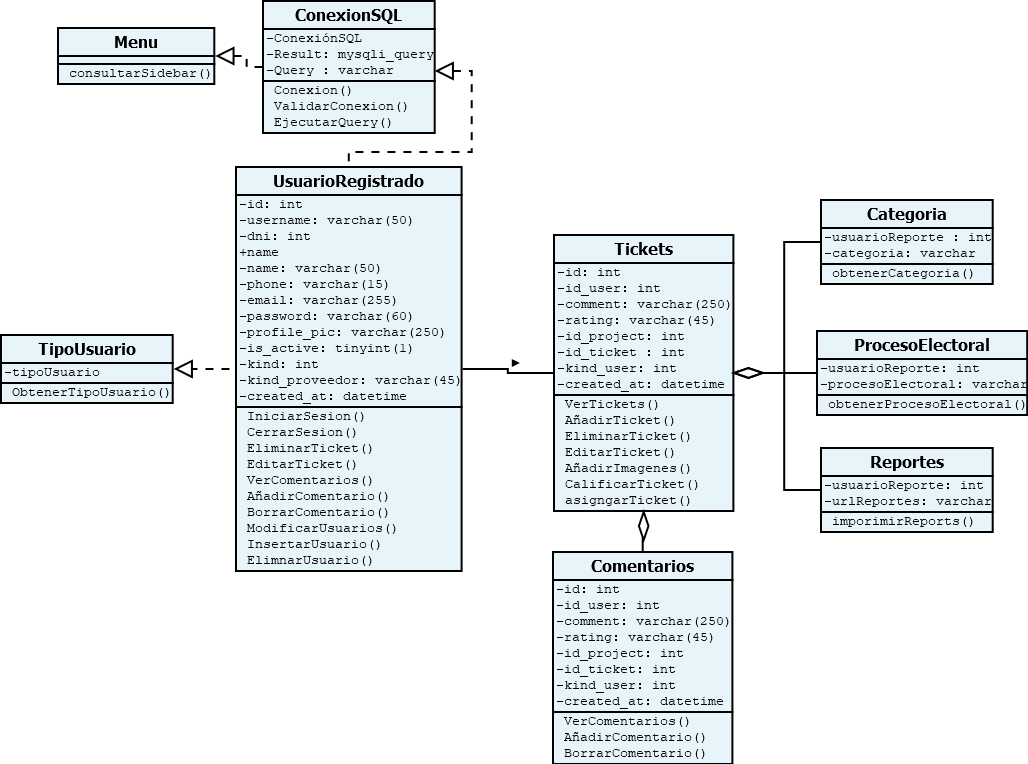 ConexionSQL
-ConexiónSQL
-Result: mysqli_query
-Query : varchar
Conexion()
ValidarConexion()
EjecutarQuery()
Menu
consultarSidebar()
UsuarioRegistrado
-id: int
-username: varchar(50)
-dni: int
+name
-name: varchar(50)
-phone: varchar(15)
-email: varchar(255)
-password: varchar(60)
-profile_pic: varchar(250)
-is_active: tinyint(1)
-kind: int
-kind_proveedor: varchar(45)
-created_at: datetime
IniciarSesion()
CerrarSesion()
EliminarTicket()
EditarTicket()
VerComentarios()
AñadirComentario()
BorrarComentario()
ModificarUsuarios()
InsertarUsuario()
ElimnarUsuario()
TipoUsuario
-tipoUsuario
ObtenerTipoUsuario()
Tickets
-id: int
-id_user: int
-comment: varchar(250)
-rating: varchar(45)
-id_project: int
-id_ticket : int
-kind_user: int
-created_at: datetime
VerTickets()
AñadirTicket()
EliminarTicket()
EditarTicket()
AñadirImagenes()
CalificarTicket()
asigngarTicket()
Categoria
-usuarioReporte : int
-categoria: varchar
obtenerCategoria()
ProcesoElectoral
-usuarioReporte: int
-procesoElectoral: varchar
obtenerProcesoElectoral()
Reportes
-usuarioReporte: int
-urlReportes: varchar
imporimirReports()
Comentarios
-id: int
-id_user: int
-comment: varchar(250)
-rating: varchar(45)
-id_project: int
-id_ticket: int
-kind_user: int
-created_at: datetime
VerComentarios()
AñadirComentario()
BorrarComentario()